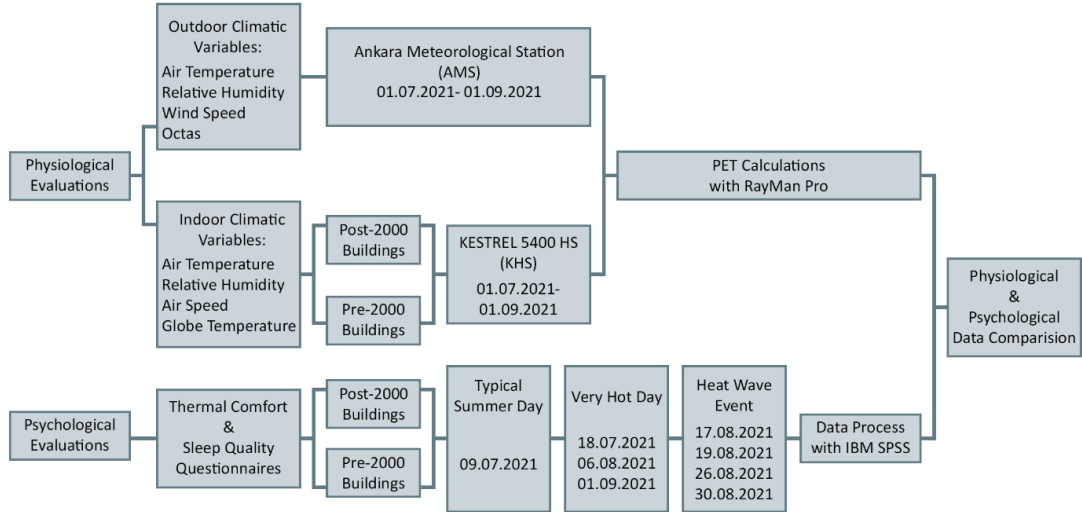 Physiological
Evaluations
Outdoor Climatic
Variables:
Air Temperature
Relative Humidity
Wind Speed
Octas
Ankara Meteorological Station
(AMS)
01.07.2021- 01.09.2021
Indoor Climatic
Variables:
Air Temperature
Relative Humidity
Air Speed
Globe Temperature
Post-2000
Buildings
Pre-2000
Buildings
KESTREL 5400 HS
(KHS)
01.07.2021-
01.09.2021
PET Calculations
with RayMan Pro
Psychological
Evaluations
Thermal Comfort
&
Sleep Quality
Questionnaires
Post-2000
Buildings
Pre-2000
Buildings
Typical
Summer Day
09.07.2021
Very Hot Day
18.07.2021
06.08.2021
01.09.2021
Heat Wave
Event
17.08.2021
19.08.2021
26.08.2021
30.08.2021
Data Process
with IBM SPSS
Physiological
&
Psychological
Data Comparision